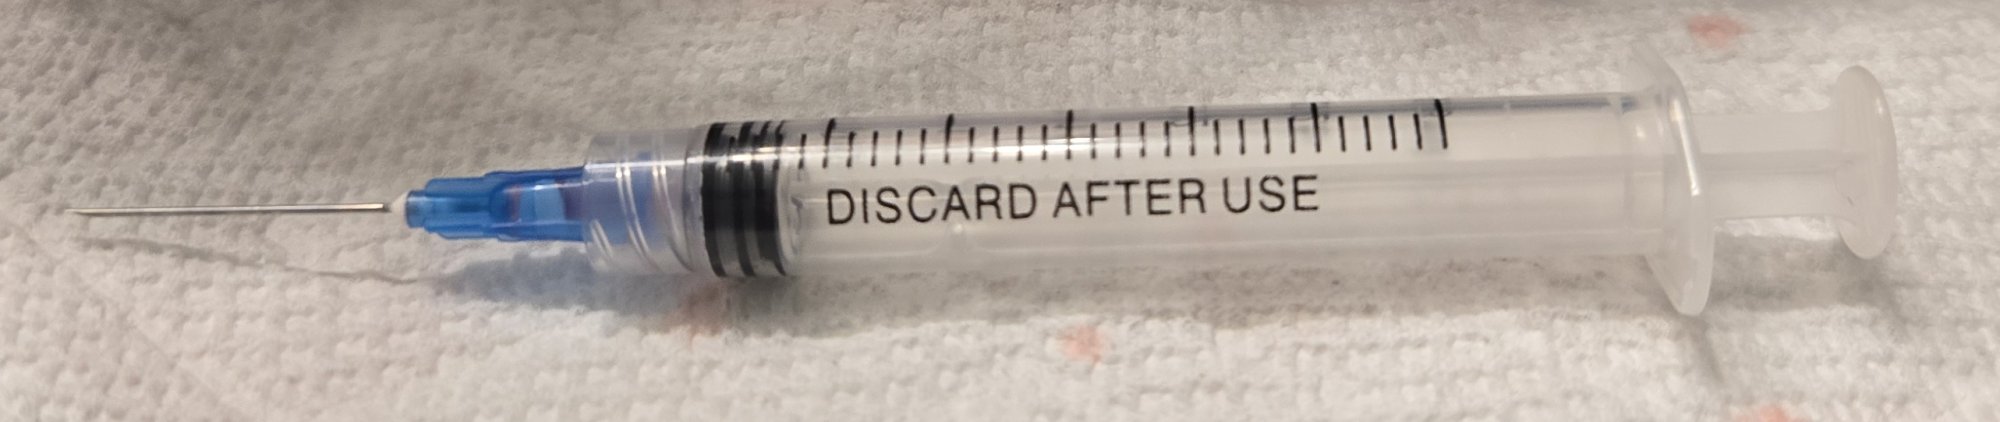 DISCARD AFTER USE